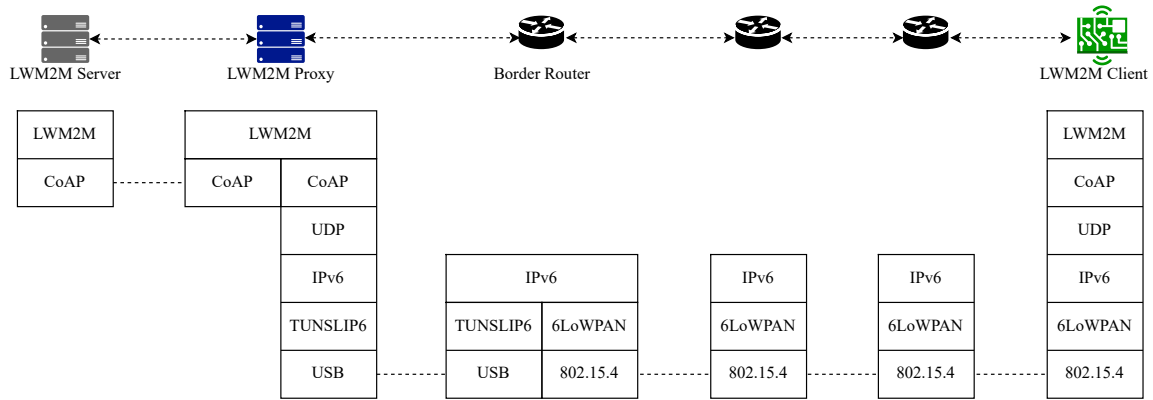 LWM2M Server
LWM2M Proxy
Border Router
LWM2M Client
LWM2M
LWM2M
LWM2M
CoAP
CoAP
CoAP
CoAP
UDP
UDP
IPv6
IPv6
IPv6
IPv6
IPv6
TUNSLIP6
TUNSLIP6
6LoWPAN
6LoWPAN
6LoWPAN
6LoWPAN
USB
USB
802.15.4
802.15.4
802.15.4
802.15.4